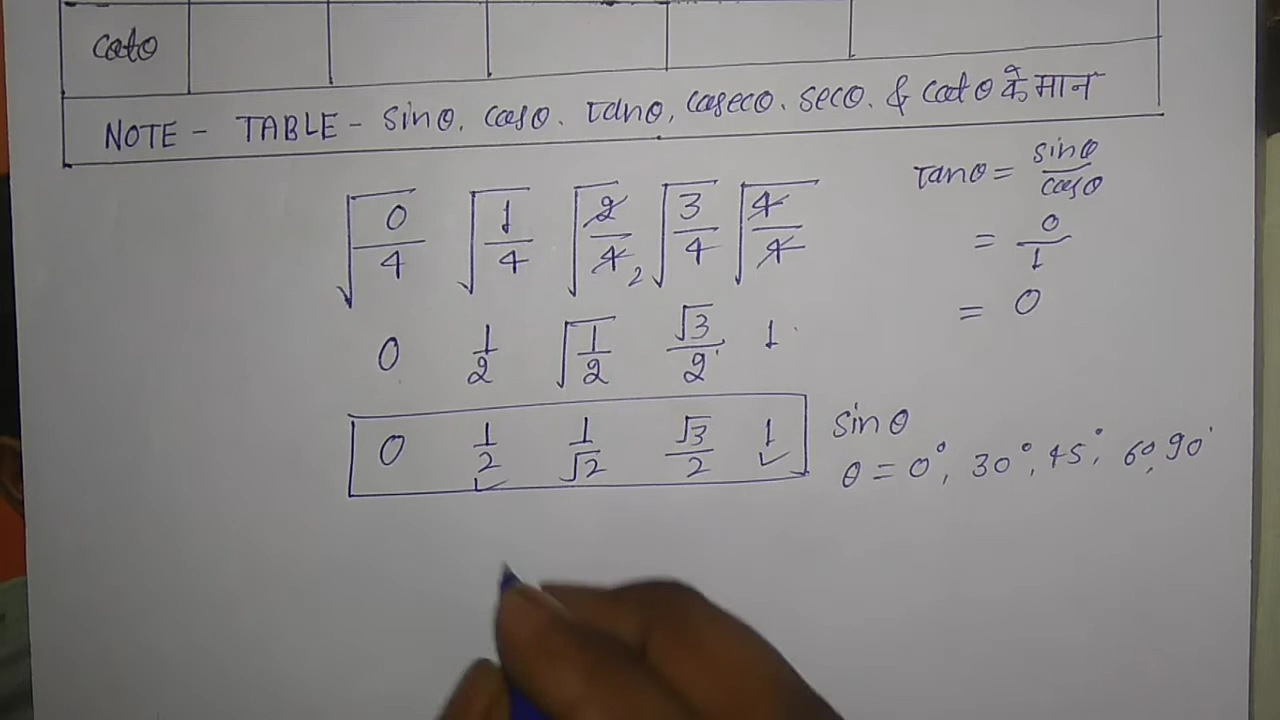 cotθ
NOTE - TABLE - sinθ. cosθ. Tanθ, cosecθ. secθ. & cotθ के मान
√0/4 √1/4 √2/4 2 √3/4 √4/4
0 1/2 √1/2 √3/2 1
0 1/2 1/√2 √3/2 1
Tanθ = sinθ/cosθ
= 0/1
= 0
sinθ
θ = 0°, 30°, 45°, 60, 90°